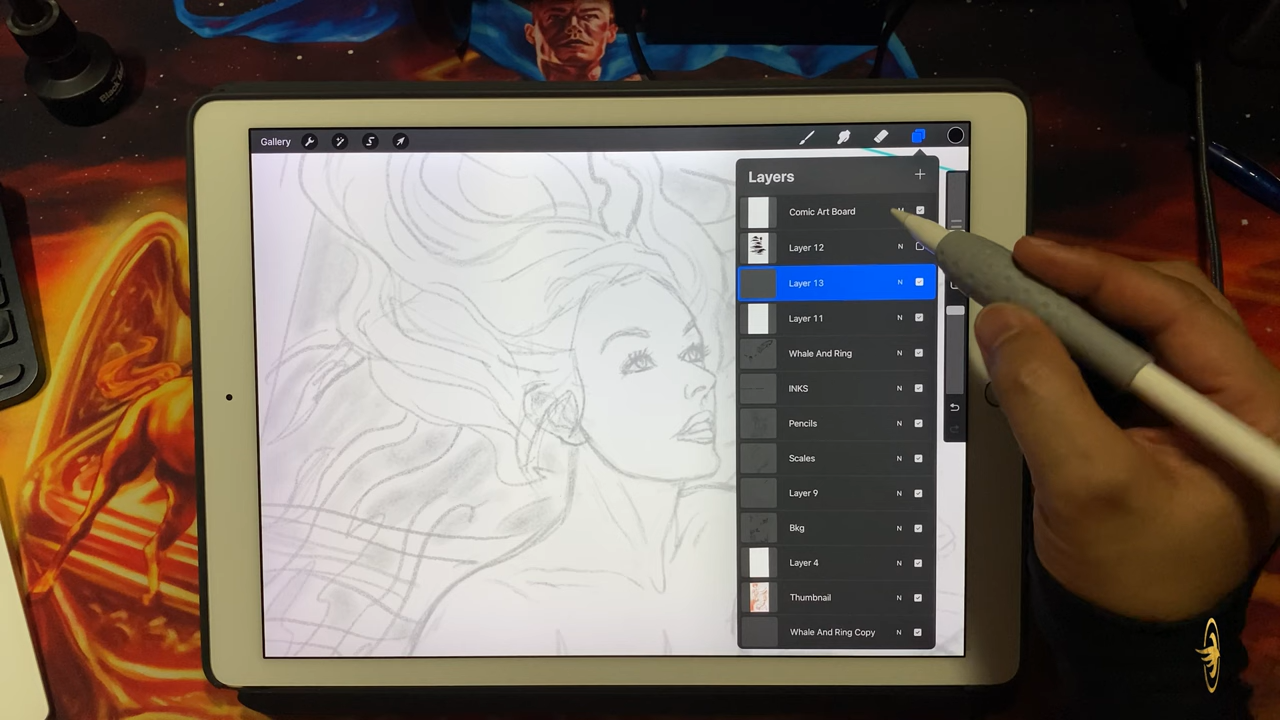 Gallery
Layers
Comic Art Board
Layer 12 N
Layer 13 N
Layer 11 N
Whale And Ring N
INKS N
Pencils N
Scales N
Layer 9 N
Bkg N
Layer 4 N
Thumbnail N
Whale And Ring Copy N